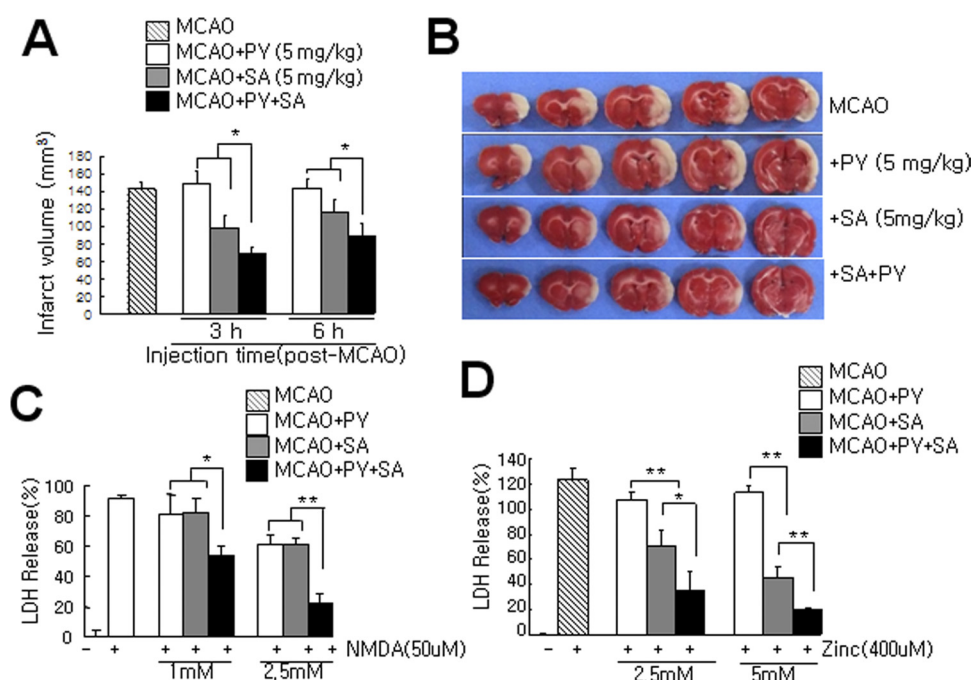 A
MCAO
MCAO+PY (5 mg/kg)
MCAO+SA (5 mg/kg)
MCAO+PY+SA
Infarct volume (mm³)
180
160
140
120
100
80
60
40
20
0
*
*
3 h
6 h
Injection time(post-MCAO)
B
MCAO
+PY (5 mg/kg)
+SA (5mg/kg)
+SA+PY
C
MCAO
MCAO+PY
MCAO+SA
MCAO+PY+SA
LDH Release(%)
100
80
60
40
20
0
*
**
- + + + + + + + NMDA(50uM)
1mM
2,5mM
D
MCAO
MCAO+PY
MCAO+SA
MCAO+PY+SA
LDH Release(%)
140
120
100
80
60
40
20
0
**
*
**
**
- + + + + + + + Zinc(400uM)
2.5mM
5mM